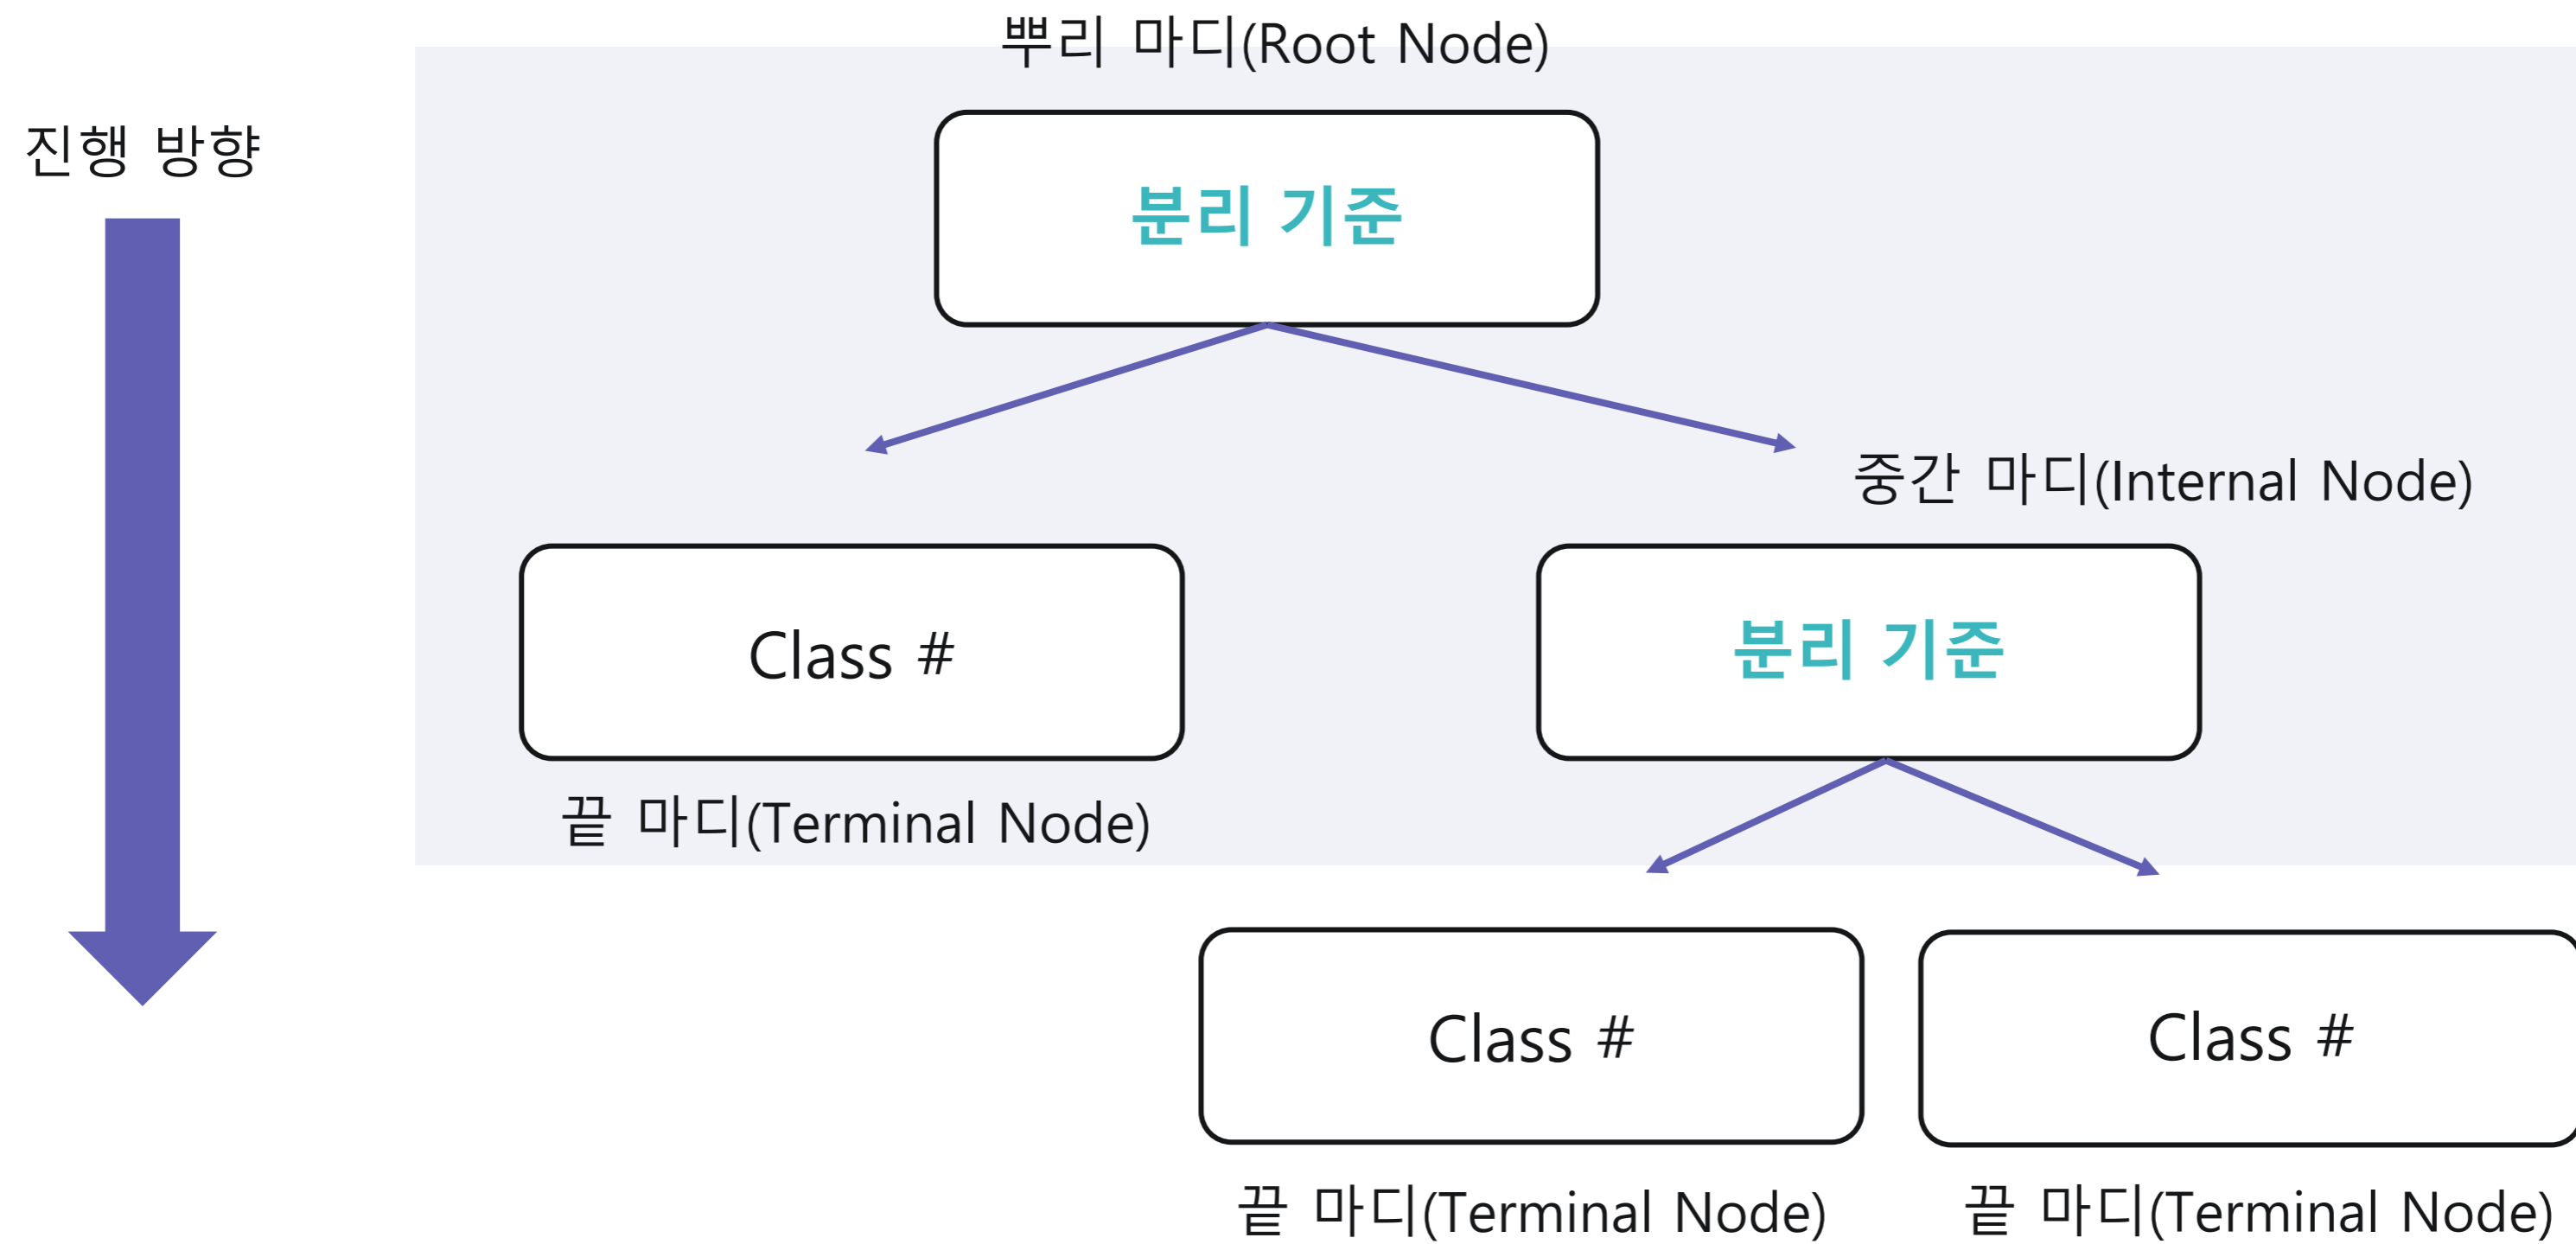 뿌리 마디(Root Node)
진행 방향
분리 기준
중간 마디(Internal Node)
Class #
분리 기준
끝 마디(Terminal Node)
Class #
Class #
끝 마디(Terminal Node)
끝 마디(Terminal Node)